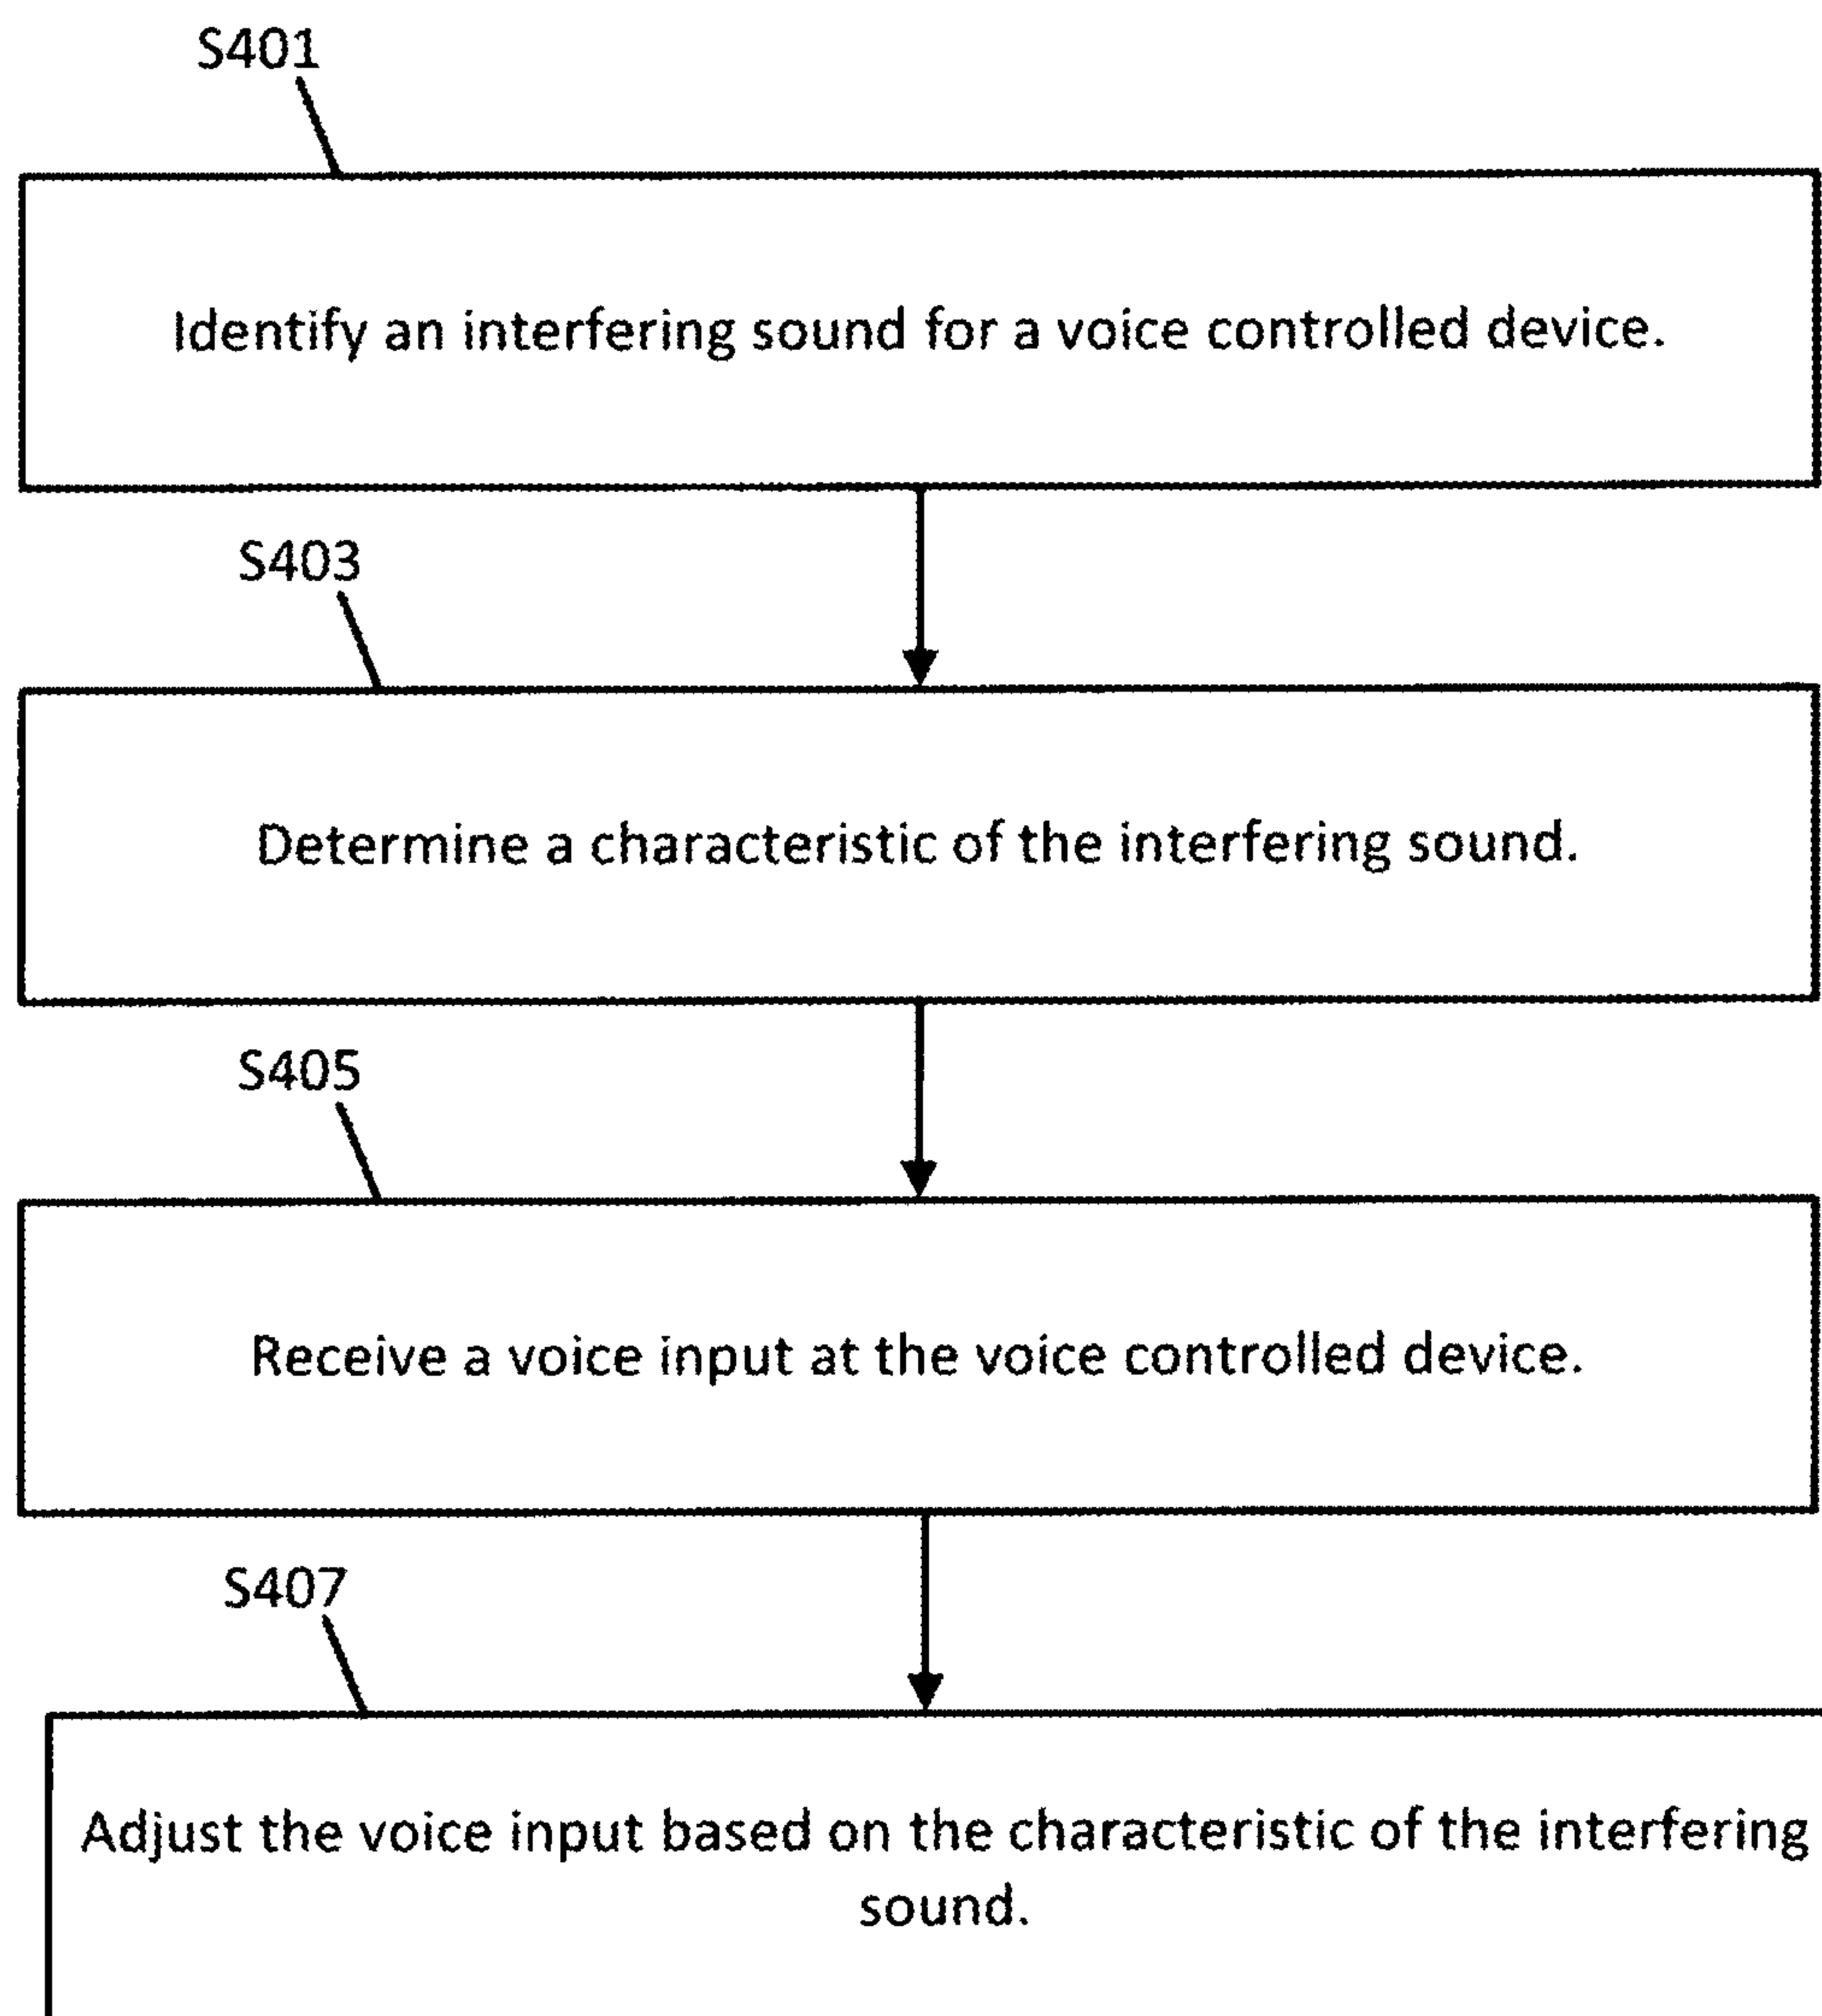 S401
Identify an interfering sound for a voice controlled device.
S403
Determine a characteristic of the interfering sound.
S405
Receive a voice input at the voice controlled device.
S407
Adjust the voice input based on the characteristic of the interfering
sound.